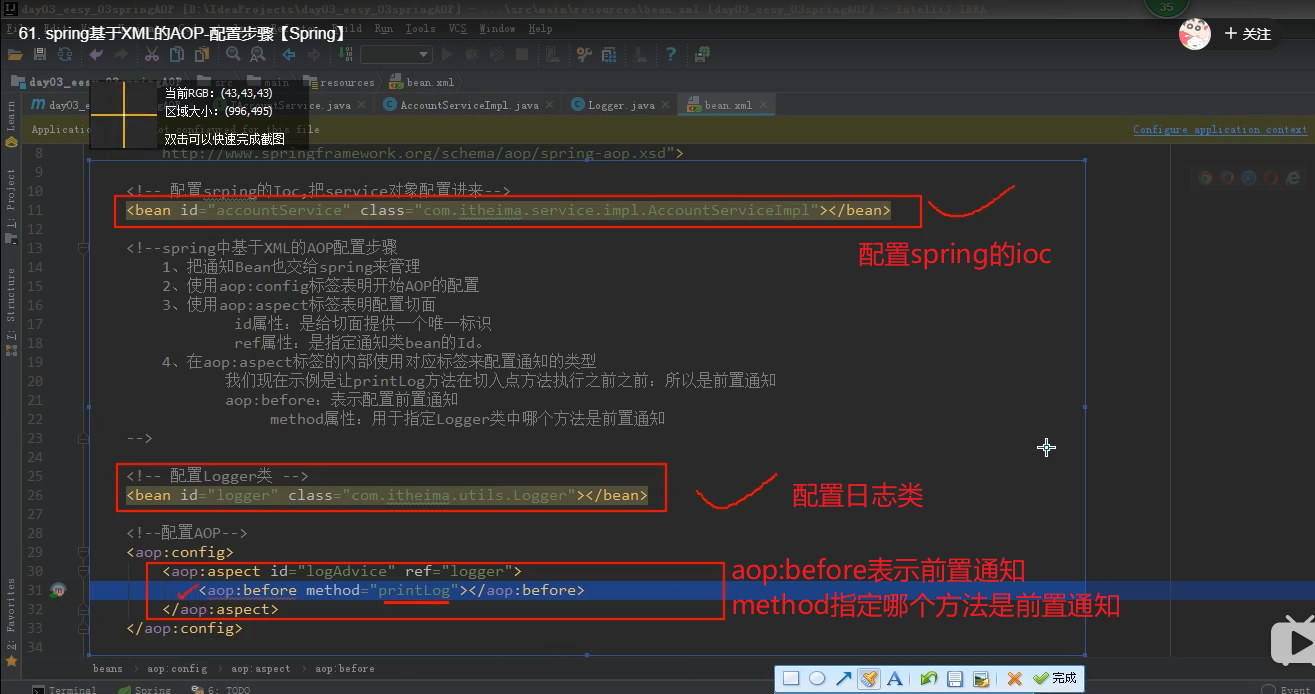 day03_eesy_03springAOP [D:\IdeaProjects\day03_eesy_03springAOP] - ...\src\main\resources\bean.xml [day03_eesy_03springAOP] - IntelliJ IDEA
35
Run Tools VCS Window Help
61. spring基于XML的AOP-配置步骤【Spring】
+ 关注
day03_ees
src main resources bean.xml
当前RGB：(43,43,43)
区域大小：(996,495)
双击可以快速完成截图
day03_e
Service.java
AccountServiceImpl.java
Logger.java
bean.xml
Applicatio
for this file
Configure application context
8 http://www.springframework.org/schema/aop/spring-aop.xsd">
9
10 <!-- 配置srping的Ioc,把service对象配置进来-->
11 <bean id="accountService" class="com.itheima.service.impl.AccountServiceImpl"></bean>
12
配置spring的ioc
13 <!--spring中基于XML的AOP配置步骤
14 1、把通知Bean也交给spring来管理
15 2、使用aop:config标签表明开始AOP的配置
16 3、使用aop:aspect标签表明配置切面
17 id属性：是给切面提供一个唯一标识
18 ref属性：是指定通知类bean的Id。
19 4、在aop:aspect标签的内部使用对应标签来配置通知的类型
20 我们现在示例是让printLog方法在切入点方法执行之前之前：所以是前置通知
21 aop:before：表示配置前置通知
22 method属性：用于指定Logger类中哪个方法是前置通知
23 -->
24
25 <!-- 配置Logger类 -->
26 <bean id="logger" class="com.itheima.utils.Logger"></bean>
配置日志类
27
28 <!--配置AOP-->
29 <aop:config>
30 <aop:aspect id="logAdvice" ref="logger">
aop:before表示前置通知
31 <aop:before method="printLog"></aop:before>
method指定哪个方法是前置通知
32 </aop:aspect>
33 </aop:config>
34
Learn
1: Project
7: Structure
2: Favorites
beans aop:config aop:aspect aop:before
A
完成
Terminal Spring 6: TODO
Event